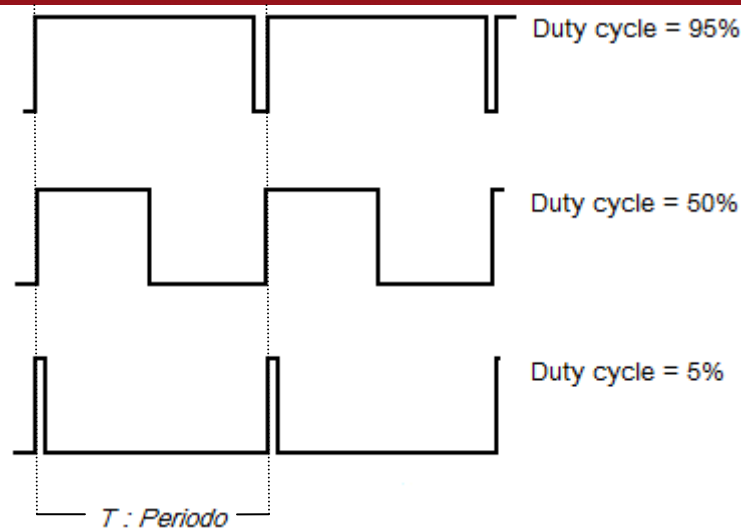 Duty cycle = 95%
Duty cycle = 50%
Duty cycle = 5%
T : Periodo